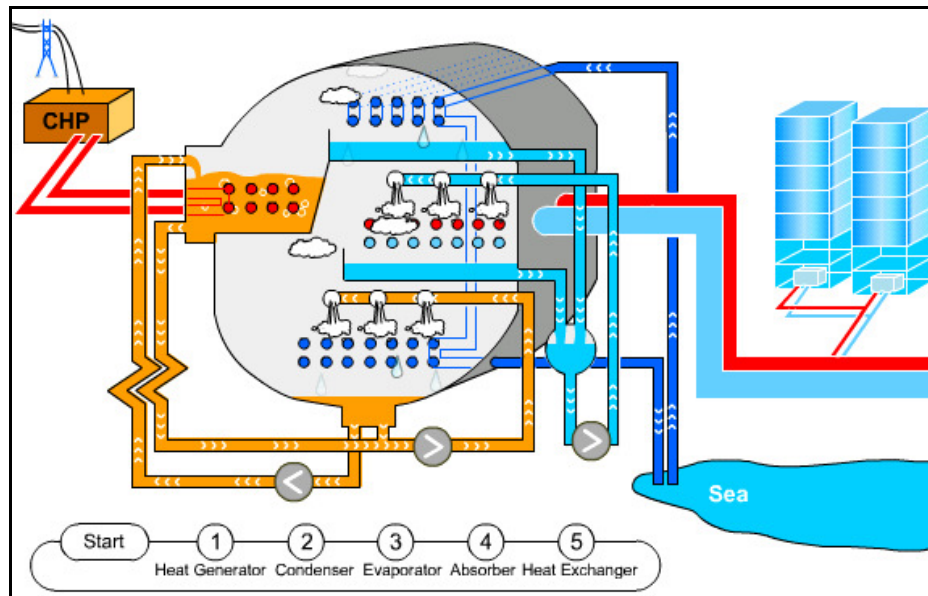 CHP
Sea
Start
1
2
3
4
5
Heat Generator
Condenser
Evaporator
Absorber
Heat Exchanger